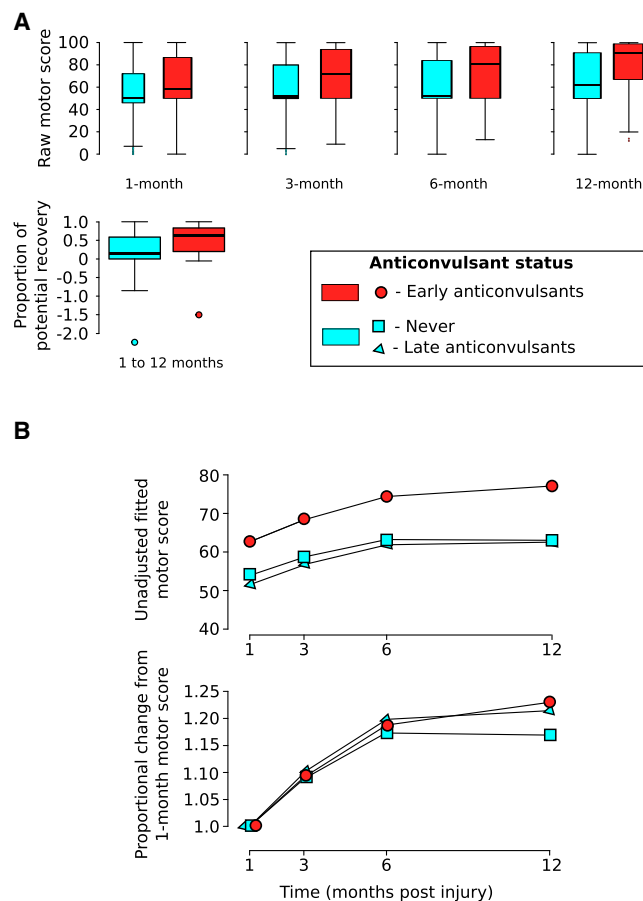 A
Raw motor score
100
80
60
40
20
0
1-month
3-month
6-month
12-month
Proportion of
potential recovery
1.0
0.5
0
-0.5
-1.0
-1.5
-2.0
1 to 12 months
Anticonvulsant status
- Early anticonvulsants
- Never
- Late anticonvulsants
B
Unadjusted fitted
motor score
80
70
60
50
40
1
3
6
12
Proportional change from
1-month motor score
1.25
1.20
1.15
1.10
1.05
1.0
1
3
6
12
Time (months post injury)